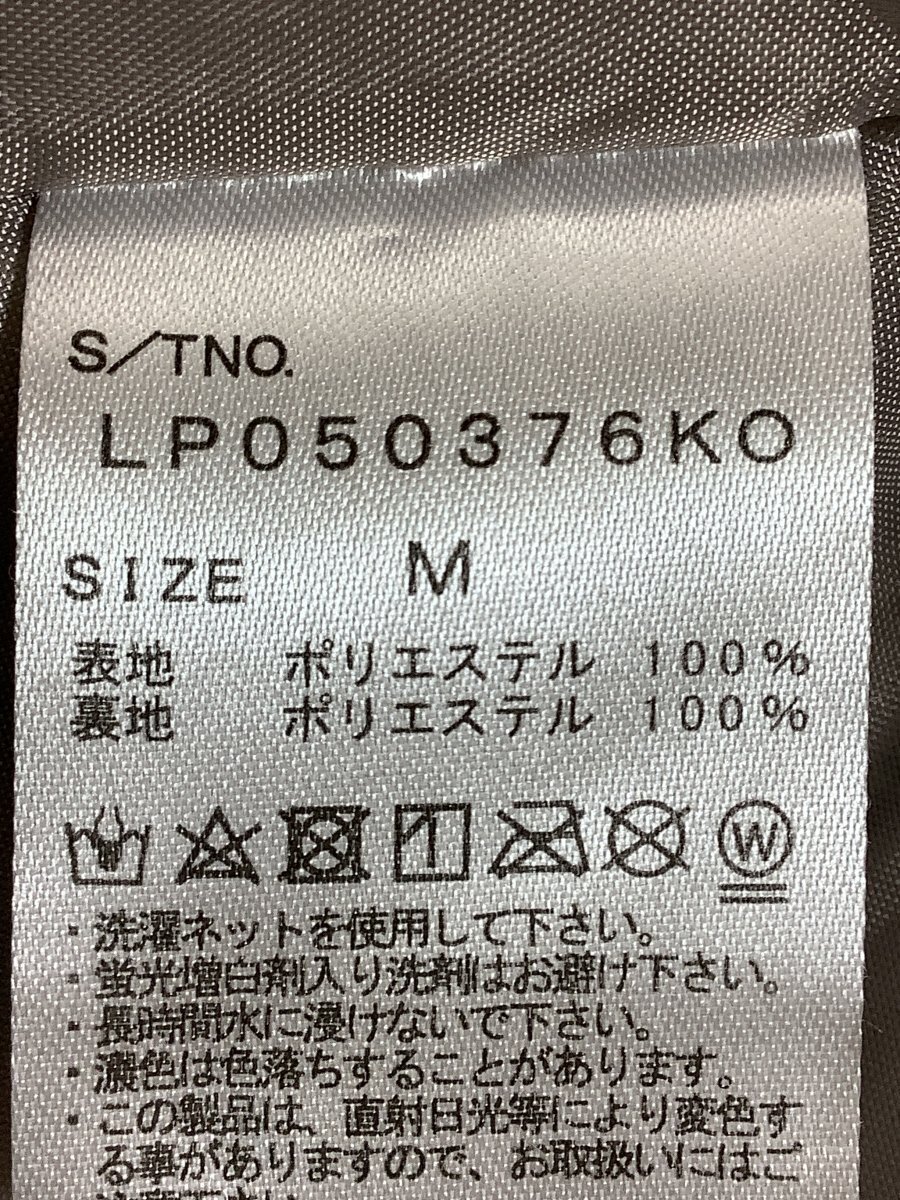 S/TNO.
LP050376KO
SIZE M
表地 ポリエステル 100%
裏地 ポリエステル 100%
W
・洗濯ネットを使用して下さい。
・蛍光増白剤入り洗剤はお避け下さい。
・長時間水に浸けないで下さい。
・濃色は色落ちすることがあります。
・この製品は、直射日光等により変色す
る事がありますので、お取扱いにはご